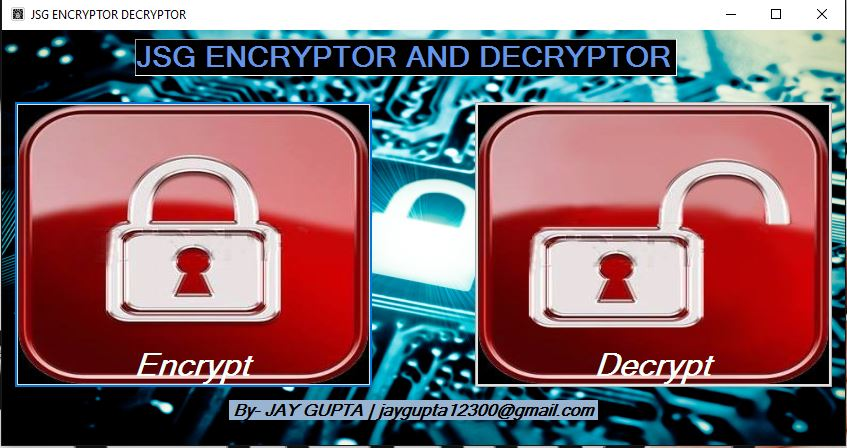 JSG ENCRYPTOR DECRYPTOR
JSG ENCRYPTOR AND DECRYPTOR
Encrypt
Decrypt
By- JAY GUPTA | jaygupta12300@gmail.com